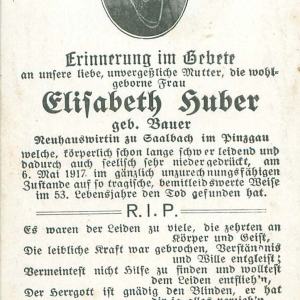 Erinnerung im Gebete
an unsere liebe, unvergeßliche Mutter, die wohl-
geborne Frau
Elisabeth Huber
geb. Bauer
Neuhauswirtin zu Saalbach im Pinzgau
welche, körperlich schon lange schwer leidend und
dadurch auch seelisch sehr niedergedrückt, am
6. Mai 1917 im gänzlich unzurechnungsfähigen
Zustande auf so tragische, bemitleidswerte Weise
im 53. Lebensjahre den Tod gefunden hat.
R. I. P.
Es waren der Leiden zu viele, die zehrten an
Körper und Geist,
Die leibliche Kraft war gebrochen, Verständnis
und Wille entgleist;
Vermeintest nicht Hilfe zu finden und wolltest
dem Leiden entflieh'n,
Der Herrgott ist gnädig den Blinden, er hat